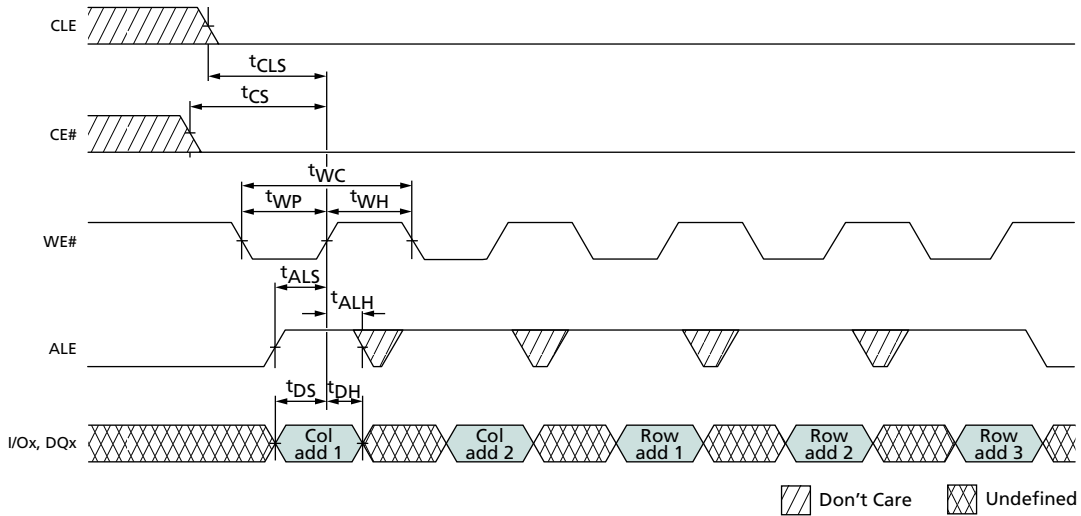 CLE
tCLS
tCS
CE#
tWC
tWP
tWH
WE#
tALS
tALH
ALE
tDS
tDH
I/Ox, DQx
Col
add 1
Col
add 2
Row
add 1
Row
add 2
Row
add 3
Don't Care
Undefined